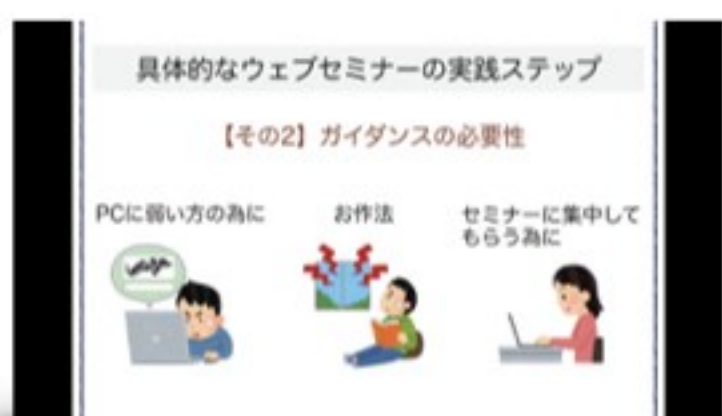 具体的なウェブセミナーの実践ステップ
【その2】ガイダンスの必要性
PCに弱い方の為に
お作法
セミナーに集中して
もらう為に